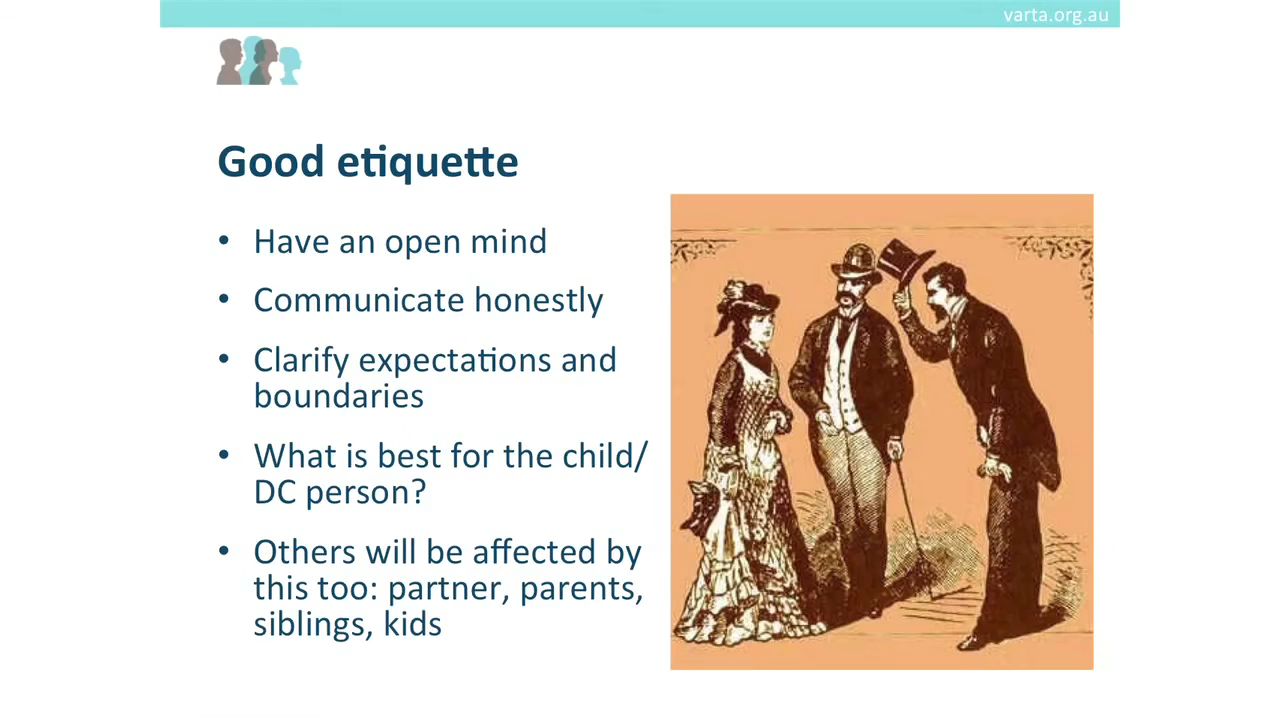 varta.org.au
Good etiquette
• Have an open mind
• Communicate honestly
• Clarify expectations and
boundaries
• What is best for the child/
DC person?
• Others will be affected by
this too: partner, parents,
siblings, kids